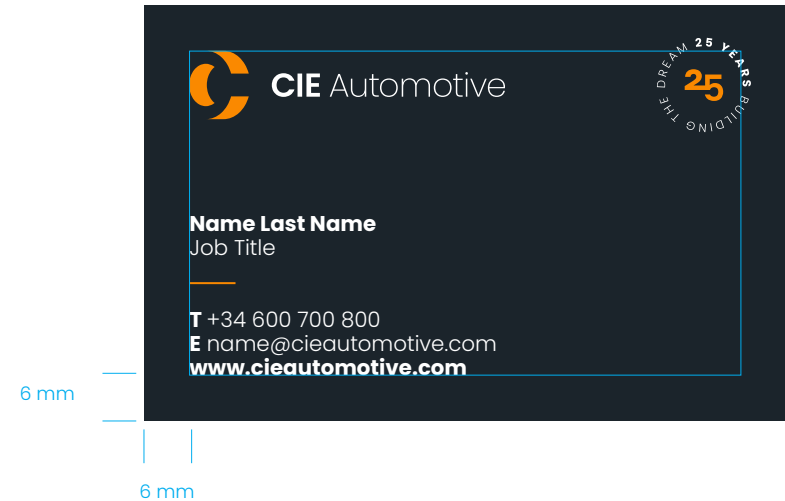 CIE Automotive
25 YEARS BUILDING THE DREAM
25
Name Last Name
Job Title
T +34 600 700 800
E name@cieautomotive.com
www.cieautomotive.com
6 mm
6 mm